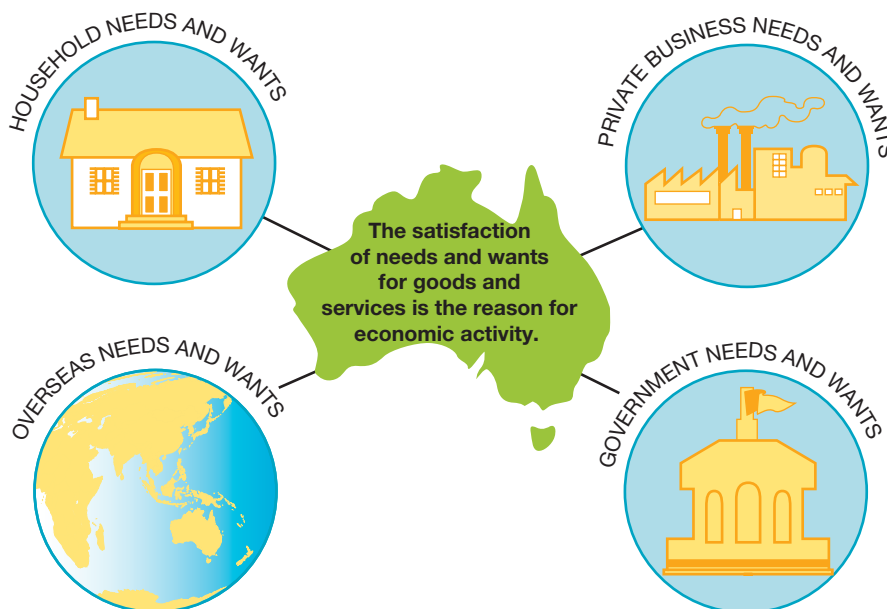 HOUSEHOLD NEEDS AND WANTS
PRIVATE BUSINESS NEEDS AND WANTS
The satisfaction
of needs and wants
for goods and
services is the reason for
economic activity.
OVERSEAS NEEDS AND WANTS
GOVERNMENT NEEDS AND WANTS